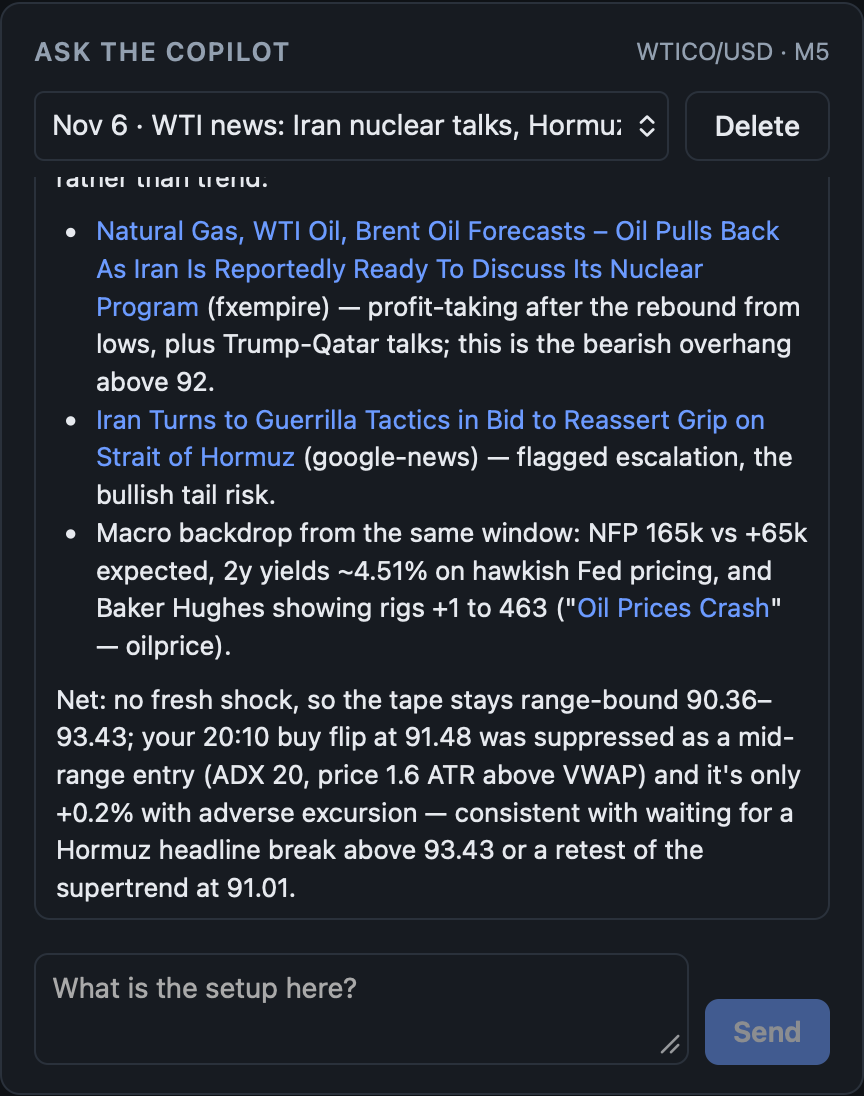 ASK THE COPILOT
WTICO/USD · M5
Nov 6 · WTI news: Iran nuclear talks, Hormuz
Delete
rather than trend:
• Natural Gas, WTI Oil, Brent Oil Forecasts – Oil Pulls Back
As Iran Is Reportedly Ready To Discuss Its Nuclear
Program (fxempire) — profit-taking after the rebound from
lows, plus Trump-Qatar talks; this is the bearish overhang
above 92.
• Iran Turns to Guerrilla Tactics in Bid to Reassert Grip on
Strait of Hormuz (google-news) — flagged escalation, the
bullish tail risk.
• Macro backdrop from the same window: NFP 165k vs +65k
expected, 2y yields ~4.51% on hawkish Fed pricing, and
Baker Hughes showing rigs +1 to 463 ("Oil Prices Crash"
— oilprice).
Net: no fresh shock, so the tape stays range-bound 90.36–
93.43; your 20:10 buy flip at 91.48 was suppressed as a mid-
range entry (ADX 20, price 1.6 ATR above VWAP) and it's only
+0.2% with adverse excursion — consistent with waiting for a
Hormuz headline break above 93.43 or a retest of the
supertrend at 91.01.
What is the setup here?
Send